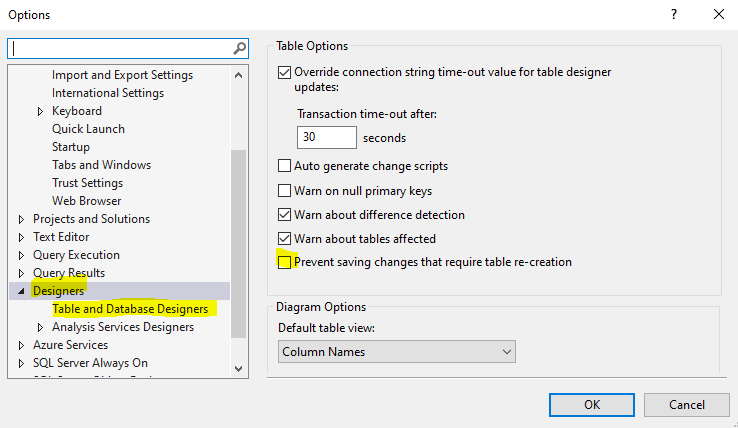 Options
?
Import and Export Settings
International Settings
Keyboard
Quick Launch
Startup
Tabs and Windows
Trust Settings
Web Browser
Projects and Solutions
Text Editor
Query Execution
Query Results
Designers
Table and Database Designers
Analysis Services Designers
Azure Services
SQL Server Always On
Table Options
Override connection string time-out value for table designer
updates:
Transaction time-out after:
30 seconds
Auto generate change scripts
Warn on null primary keys
Warn about difference detection
Warn about tables affected
Prevent saving changes that require table re-creation
Diagram Options
Default table view:
Column Names
OK
Cancel